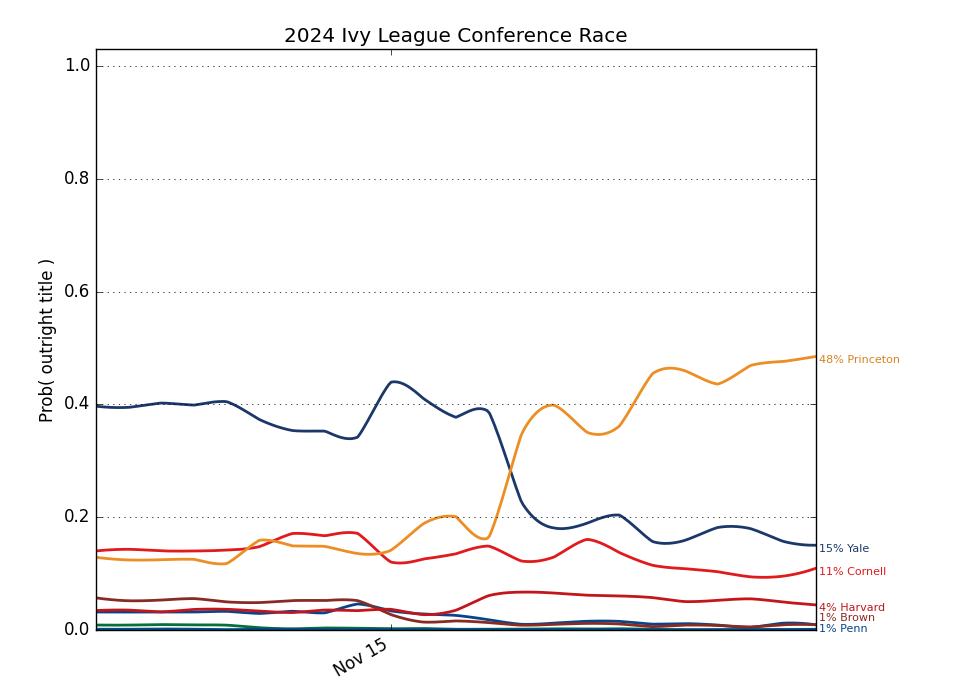 2024 Ivy League Conference Race
Prob( outright title )
1.0
0.8
0.6
0.4
0.2
0.0
Nov 15
48% Princeton
15% Yale
11% Cornell
4% Harvard
1% Brown
1% Penn